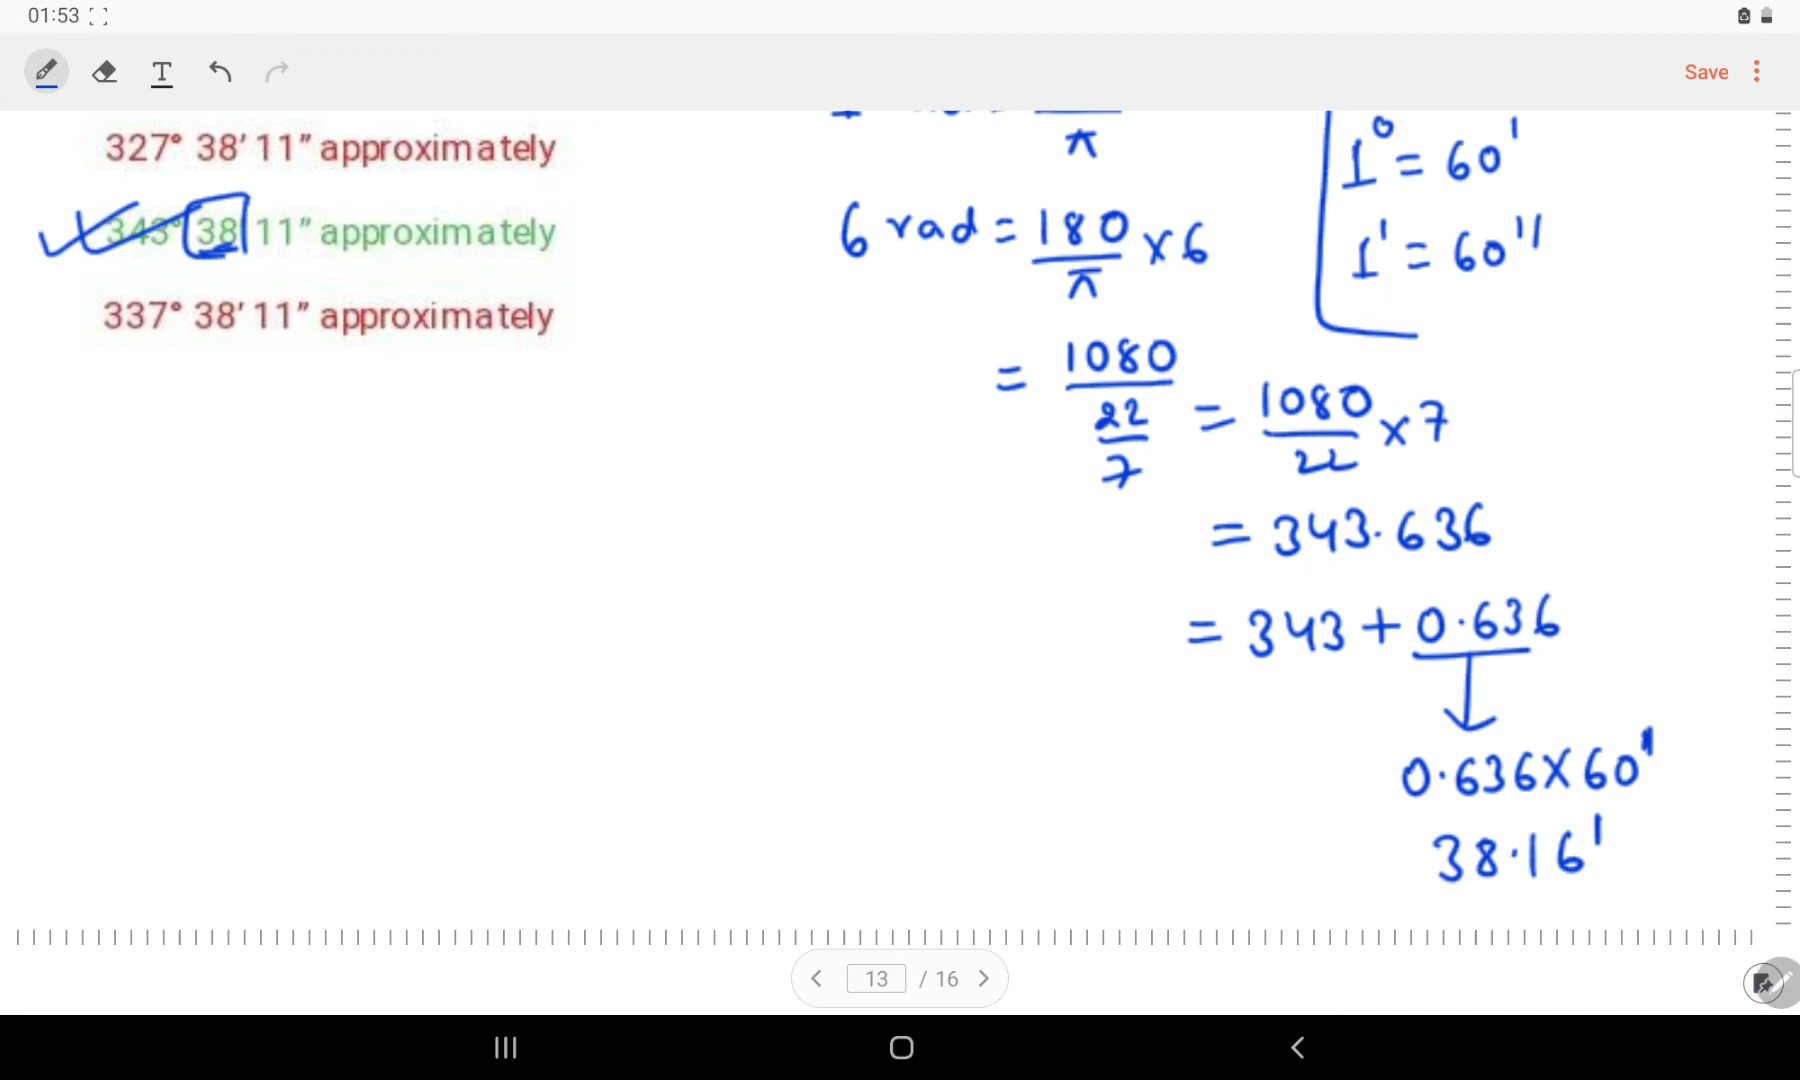 01:53
Save
327° 38′ 11″ approximately
343° 38′ 11″ approximately
337° 38′ 11″ approximately
π
1° = 60'
6 rad = 180/π × 6
1' = 60''
= 1080/(22/7) = 1080/22 × 7
= 343.636
= 343 + 0.636
0.636 × 60'
38.16'
13 / 16